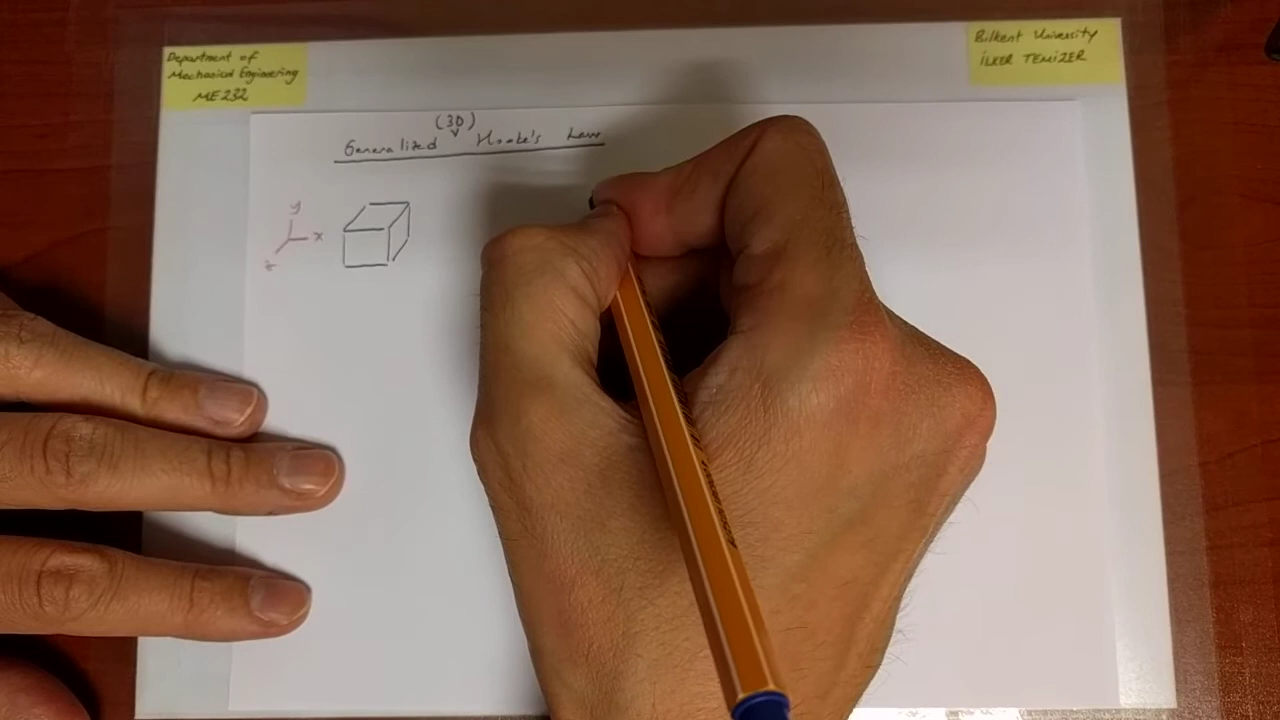 Department of
Mechanical Engineering
ME232
Bilkent University
İLKER TEMİZER
(3D)
Generalized Hooke's Law
y
x
z